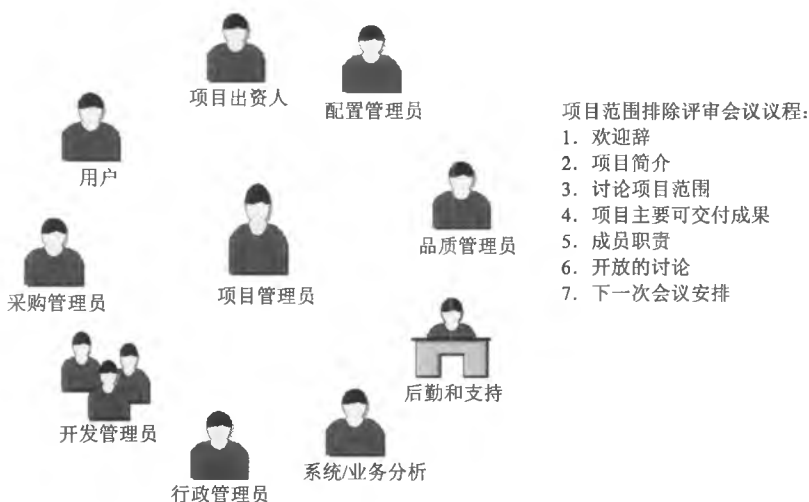 项目出资人
配置管理员
用户
品质管理员
项目管理员
采购管理员
后勤和支持
开发管理员
系统/业务分析
行政管理员
项目范围排除评审会议议程:
1. 欢迎辞
2. 项目简介
3. 讨论项目范围
4. 项目主要可交付成果
5. 成员职责
6. 开放的讨论
7. 下一次会议安排